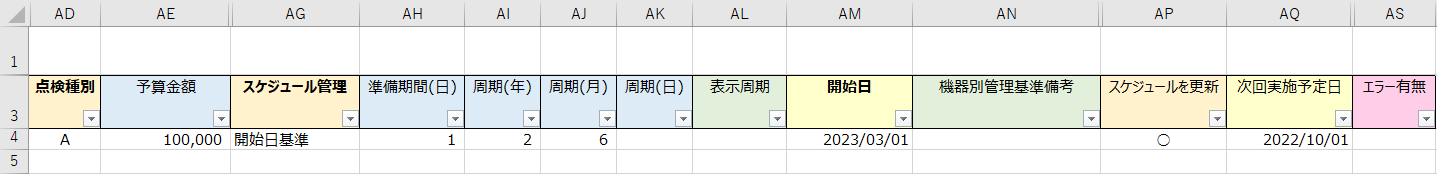 AD AE AG AH AI AJ AK AL AM AN AP AQ AS
1
3 点検種別 予算金額 スケジュール管理 準備期間(日) 周期(年) 周期(月) 周期(日) 表示周期 開始日 機器別管理基準備考 スケジュールを更新 次回実施予定日 エラー有無
4 A 100,000 開始日基準 1 2 6 2023/03/01 ○ 2022/10/01
5